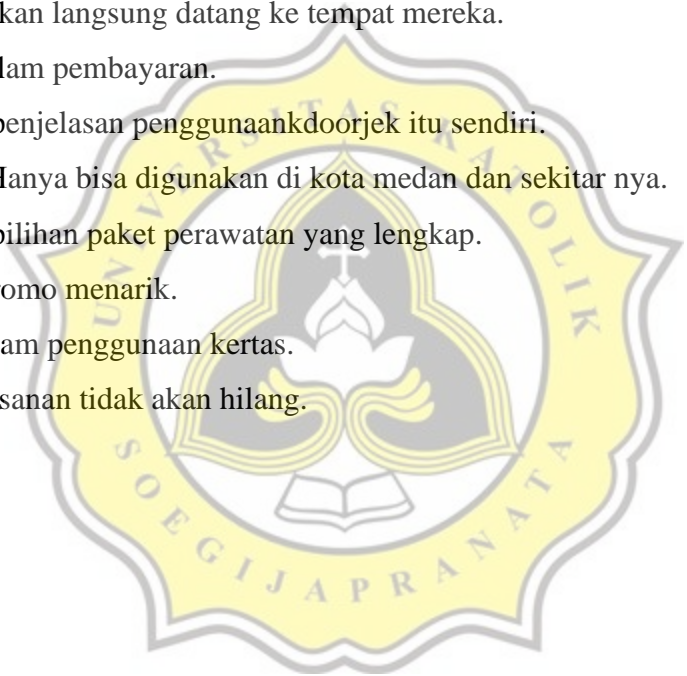 kan langsung datang ke tempat mereka.
lam pembayaran.
penjelasan penggunaankdoorjek itu sendiri.
Hanya bisa digunakan di kota medan dan sekitar nya.
pilihan paket perawatan yang lengkap.
romo menarik.
am penggunaan kertas.
sanan tidak akan hilang.
UNIVERSITAS KATOLIK
SOEGIJAPRANATA